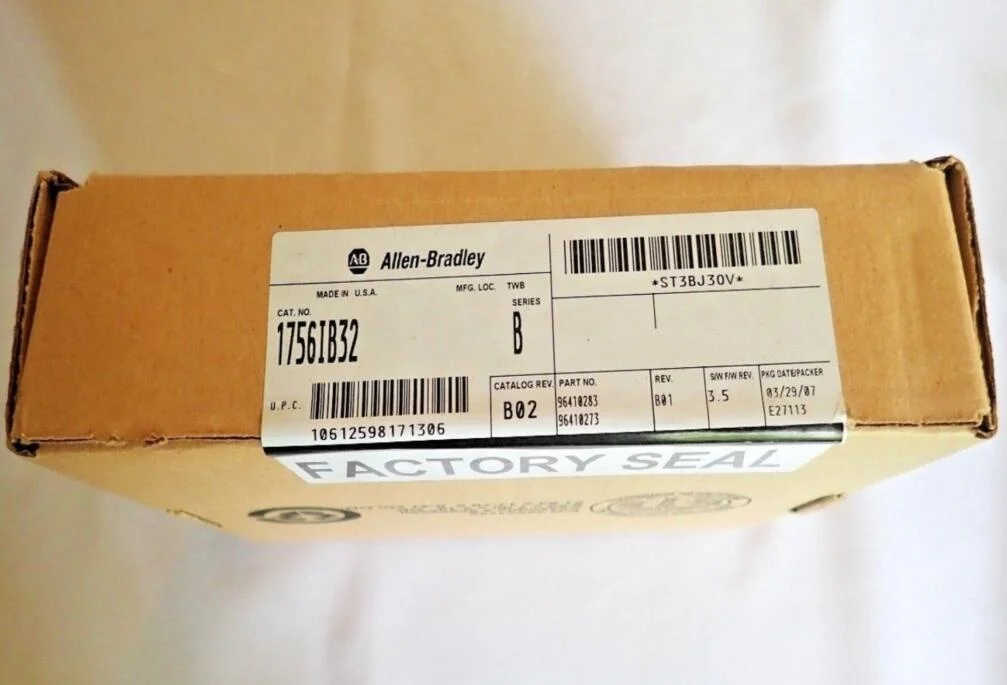 AB Allen-Bradley
MADE IN U.S.A. MFG. LOC. TWB
CAT. NO. SERIES
1756IB32 B
U.P.C.
10612598171306
*ST3BJ3OV*
CATALOG REV. PART NO. REV. S/W F/W REV. PKG DATE/PACKER
B02 96410283 B01 3.5 03/29/07
96410273 E27113
FACTORY SEAL